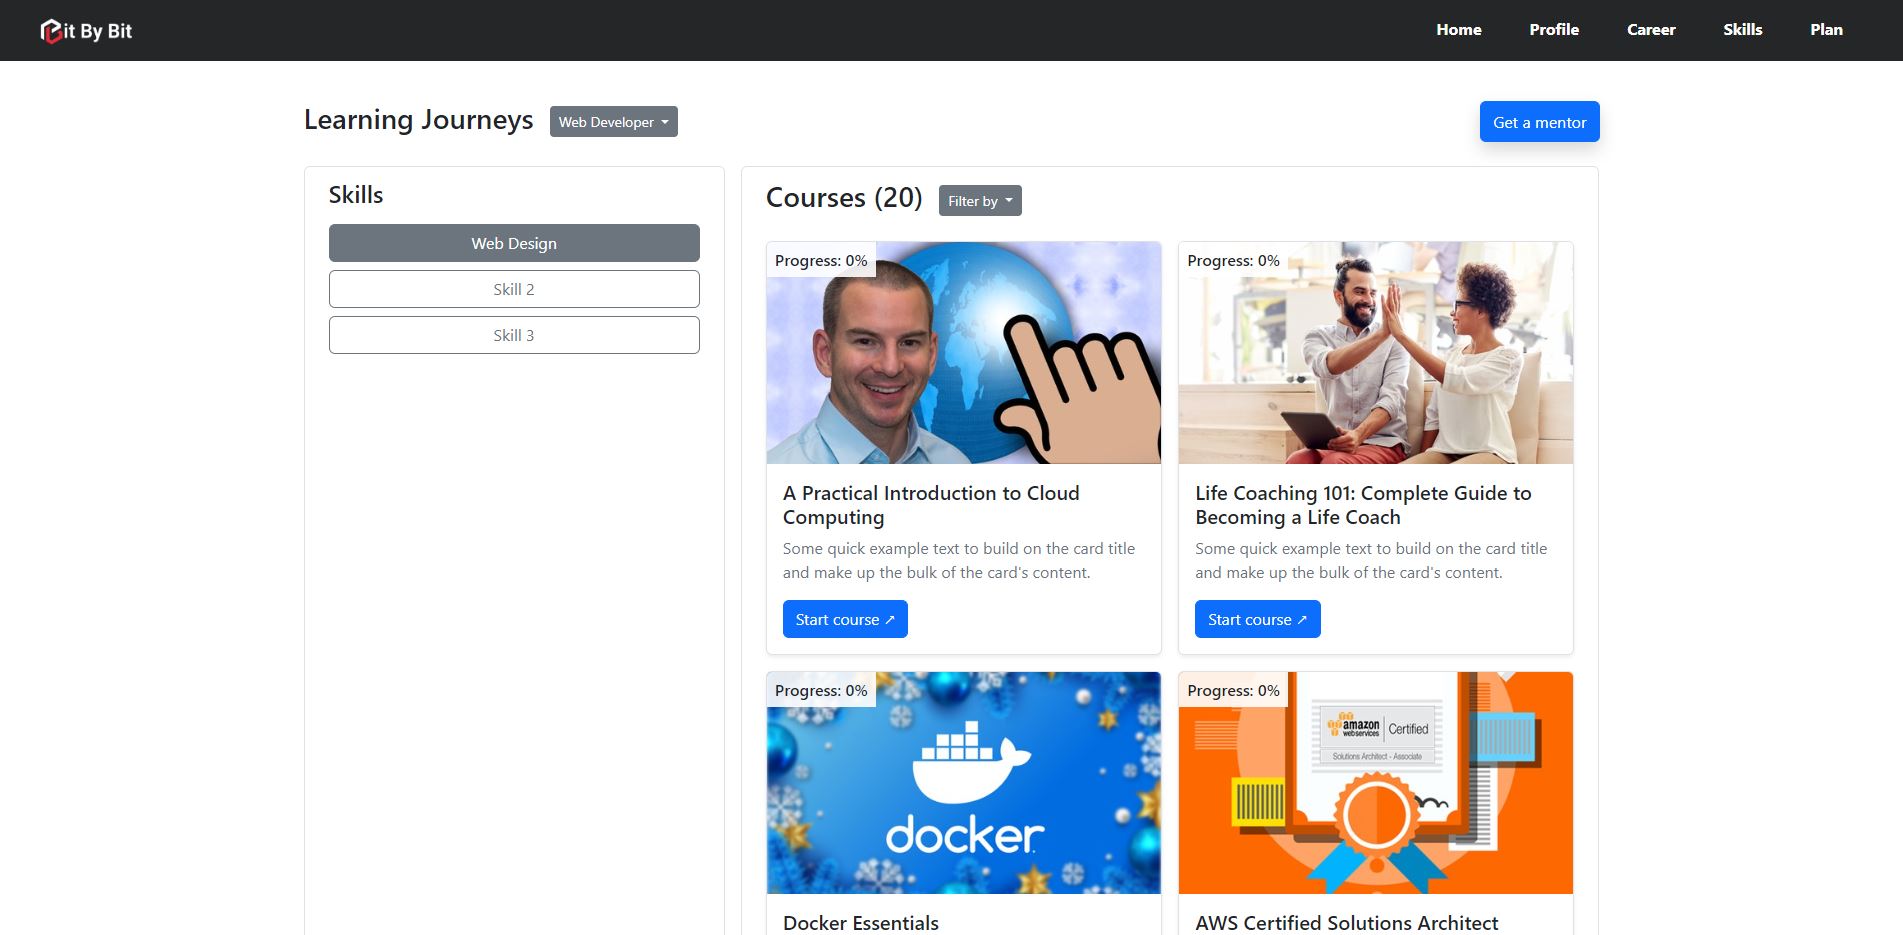 it By Bit
Home Profile Career Skills Plan
Learning Journeys
Web Developer
Get a mentor
Skills
Web Design
Skill 2
Skill 3
Courses (20)
Filter by
Progress: 0%
A Practical Introduction to Cloud
Computing
Some quick example text to build on the card title
and make up the bulk of the card's content.
Start course ↗
Progress: 0%
Life Coaching 101: Complete Guide to
Becoming a Life Coach
Some quick example text to build on the card title
and make up the bulk of the card's content.
Start course ↗
Progress: 0%
docker
Docker Essentials
Progress: 0%
amazon
webservices
Certified
Solutions Architect - Associate
AWS Certified Solutions Architect